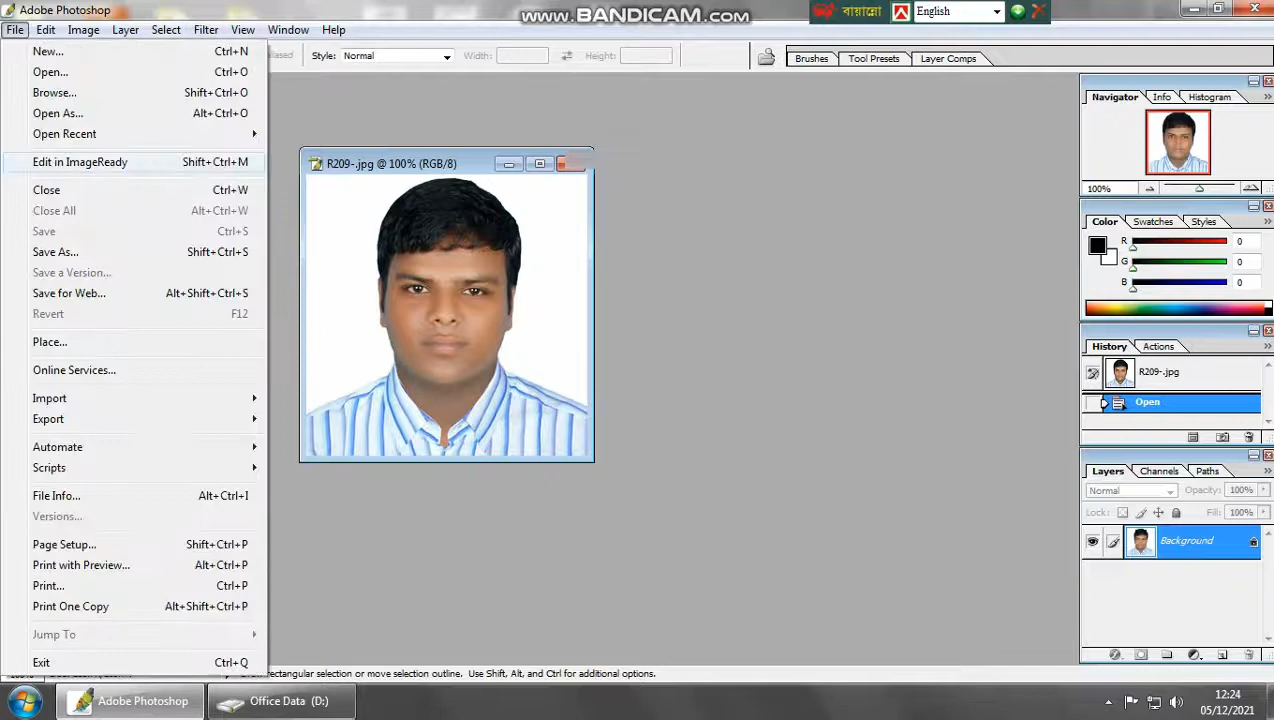 Adobe Photoshop
www.BANDICAM.com
বায়ান্নো
English
File Edit Image Layer Select Filter View Window Help
Style: Normal Width: Height:
Brushes Tool Presets Layer Comps
New... Ctrl+N
Open... Ctrl+O
Browse... Shift+Ctrl+O
Open As... Alt+Ctrl+O
Open Recent
Edit in ImageReady Shift+Ctrl+M
Close Ctrl+W
Close All Alt+Ctrl+W
Save Ctrl+S
Save As... Shift+Ctrl+S
Save a Version...
Save for Web... Alt+Shift+Ctrl+S
Revert F12
Place...
Online Services...
Import
Export
Automate
Scripts
File Info... Alt+Ctrl+I
Versions...
Page Setup... Shift+Ctrl+P
Print with Preview... Alt+Ctrl+P
Print... Ctrl+P
Print One Copy Alt+Shift+Ctrl+P
Jump To
Exit Ctrl+Q
R209-.jpg @ 100% (RGB/8)
Navigator Info Histogram
100%
Color Swatches Styles
R 0
G 0
B 0
History Actions
R209-.jpg
Open
Layers Channels Paths
Normal Opacity: 100%
Lock: Fill: 100%
Background
rectangular selection or move selection outline. Use Shift, Alt, and Ctrl for additional options.
Adobe Photoshop
Office Data (D:)
12:24
05/12/2021